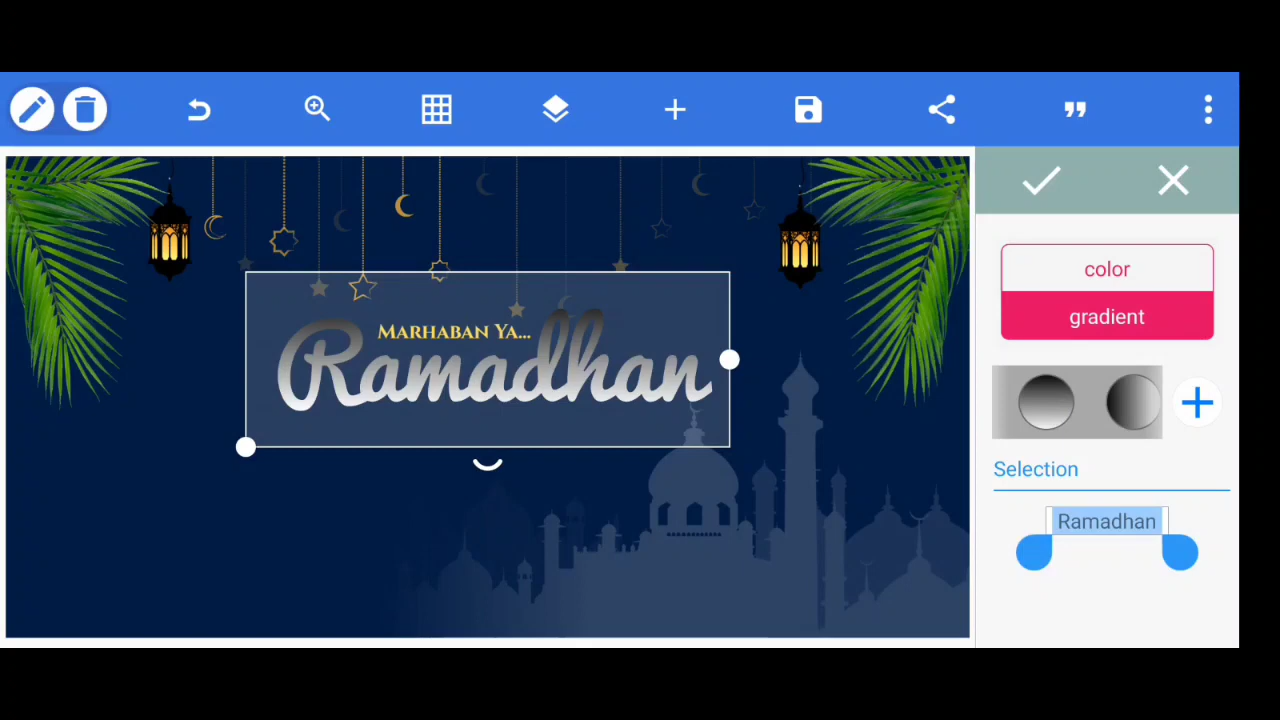 MARHABAN YA...
Ramadhan
color
gradient
Selection
Ramadhan